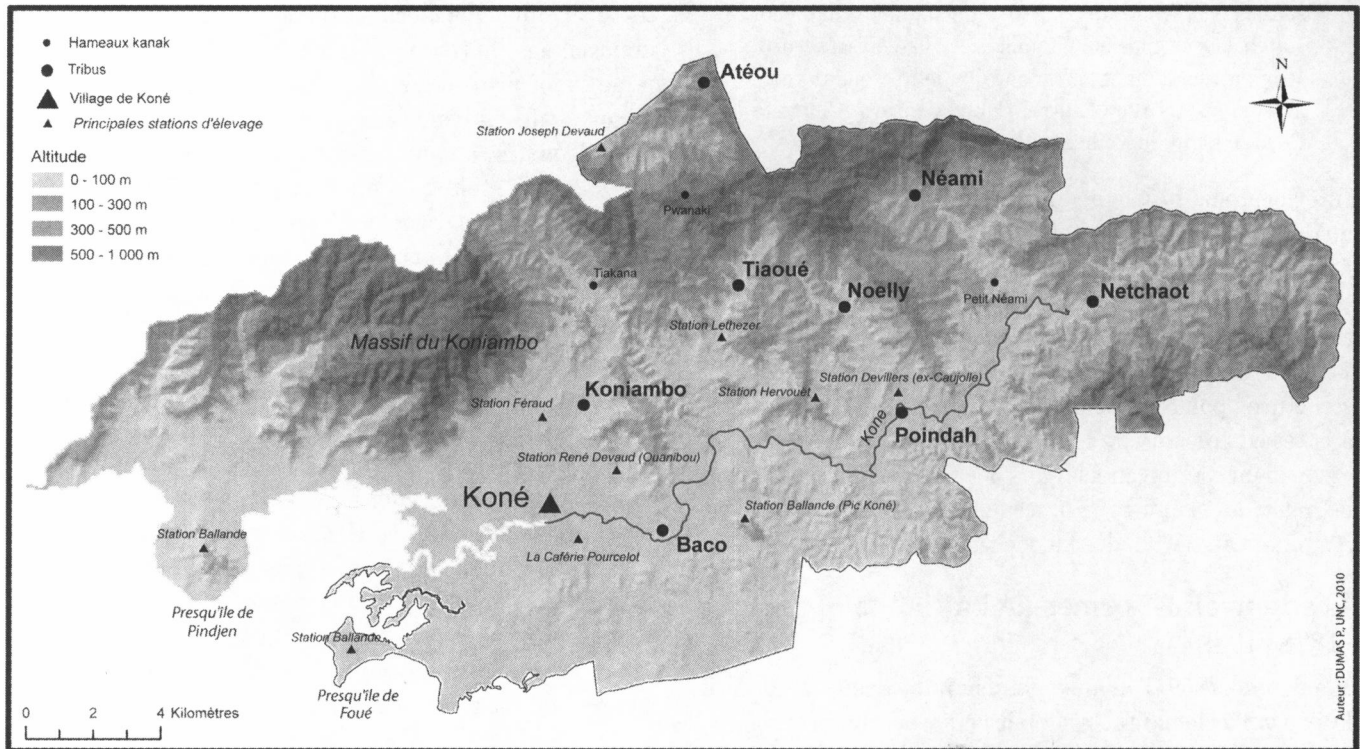 Hameaux kanak
Tribus
Village de Koné
Principales stations d'élevage
Altitude
0 - 100 m
100 - 300 m
300 - 500 m
500 - 1 000 m
N
Atéou
Station Joseph Devaud
Néami
Pwanaki
Tiakana
Tiaoué
Noelly
Petit Néami
Netchaot
Massif du Koniambo
Station Lethezer
Station Devillers (ex-Caujolle)
Station Hervouet
Koniambo
Station Féraud
Kone
Poindah
Station René Devaud (Ouanibou)
Koné
Station Ballande (Pic Koné)
Station Ballande
Baco
La Caférie Pourcelot
Presqu'île de
Pindjen
Station Ballande
Presqu'île de
Foué
0 2 4 Kilomètres
Auteur : DUMAS P., UNC, 2010